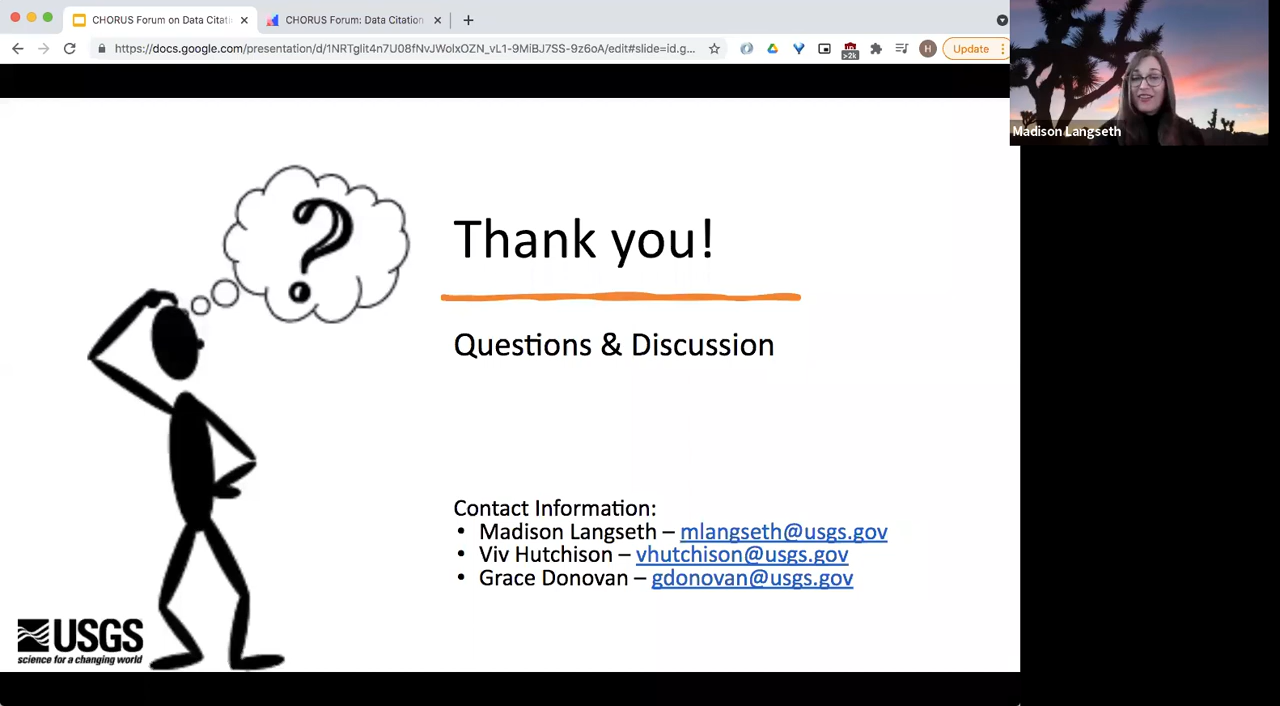 CHORUS Forum on Data Citati
CHORUS Forum: Data Citation
https://docs.google.com/presentation/d/1NRTglit4n7U08fNvJWolxOZN_vL1-9MiBJ7SS-9z6oA/edit#slide=id.g...
>2k
H
Update
Madison Langseth
?
Thank you!
Questions & Discussion
Contact Information:
• Madison Langseth – mlangseth@usgs.gov
• Viv Hutchison – vhutchison@usgs.gov
• Grace Donovan – gdonovan@usgs.gov
USGS
science for a changing world